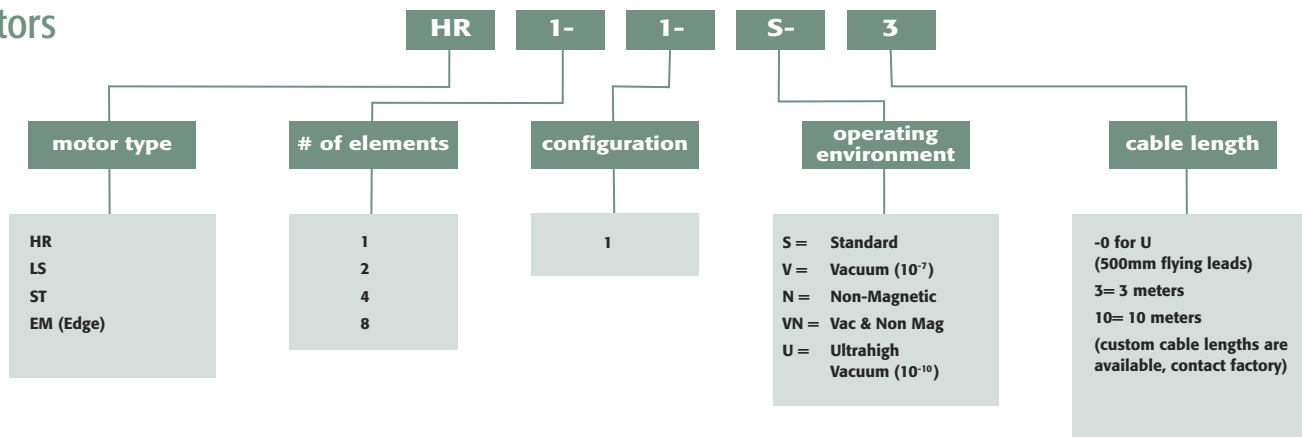 tors
HR 1- 1- S- 3
motor type
# of elements
configuration
operating
environment
cable length
HR
LS
ST
EM (Edge)
1
2
4
8
1
S = Standard
V = Vacuum (10⁻⁷)
N = Non-Magnetic
VN = Vac & Non Mag
U = Ultrahigh
Vacuum (10⁻¹⁰)
-0 for U
(500mm flying leads)
3= 3 meters
10= 10 meters
(custom cable lengths are
available, contact factory)